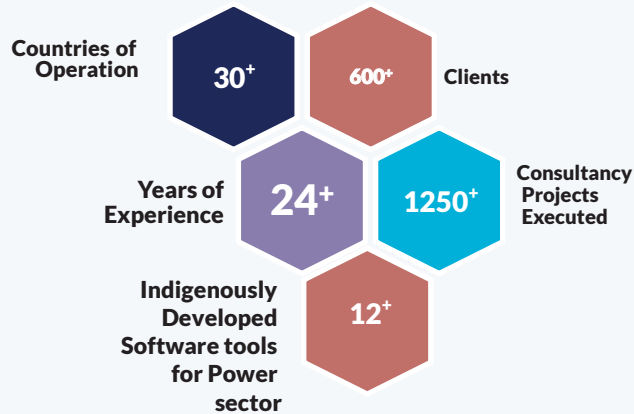 Countries of
Operation
30+
600+
Clients
Years of
Experience
24+
1250+
Consultancy
Projects
Executed
Indigenously
Developed
Software tools
for Power
sector
12+